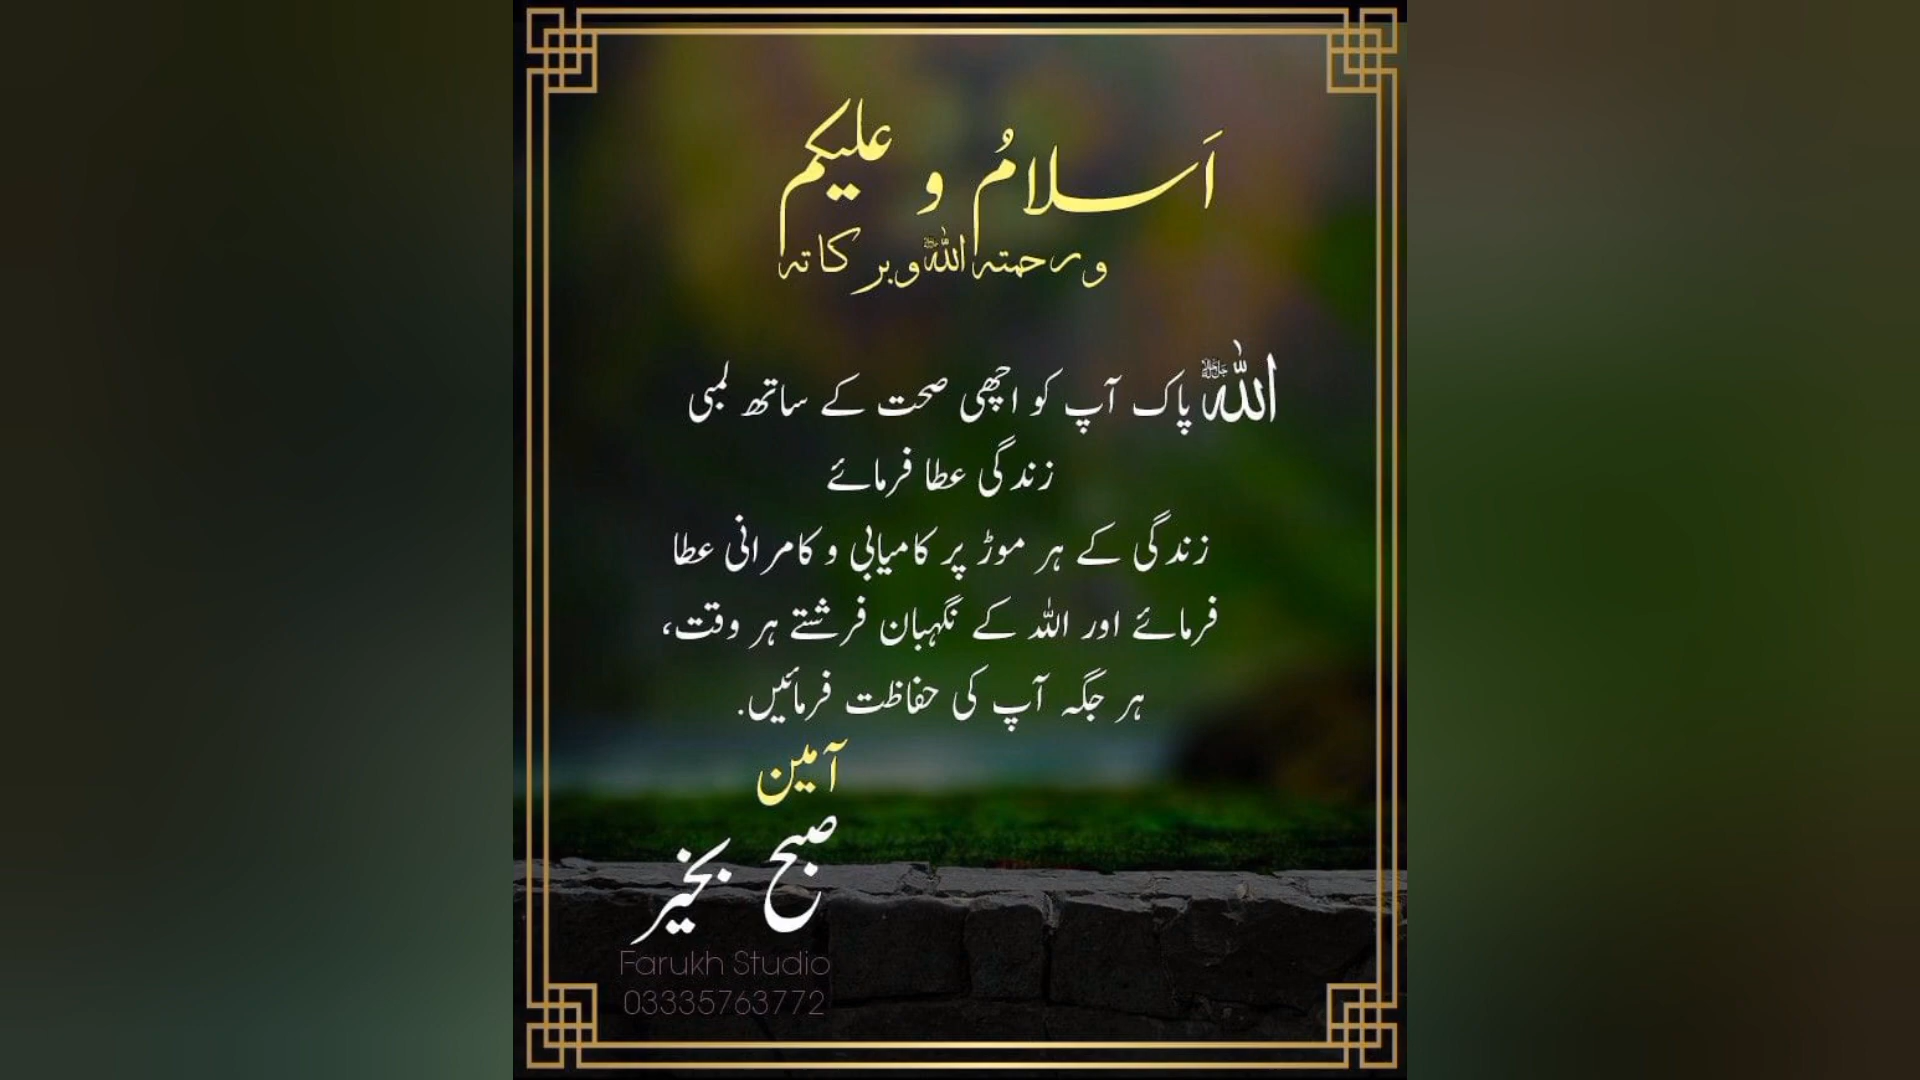 اَسلامُ و علیکم
ورحمتہ اللہ وبرکاتہ
اللہ پاک آپ کو اچھی صحت کے ساتھ لمبی
زندگی عطا فرمائے
زندگی کے ہر موڑ پر کامیابی و کامرانی عطا
فرمائے اور اللہ کے نگہبان فرشتے ہر وقت،
ہر جگہ آپ کی حفاظت فرمائیں.
آمین
صبح بخیر
Farukh Studio
03335763772